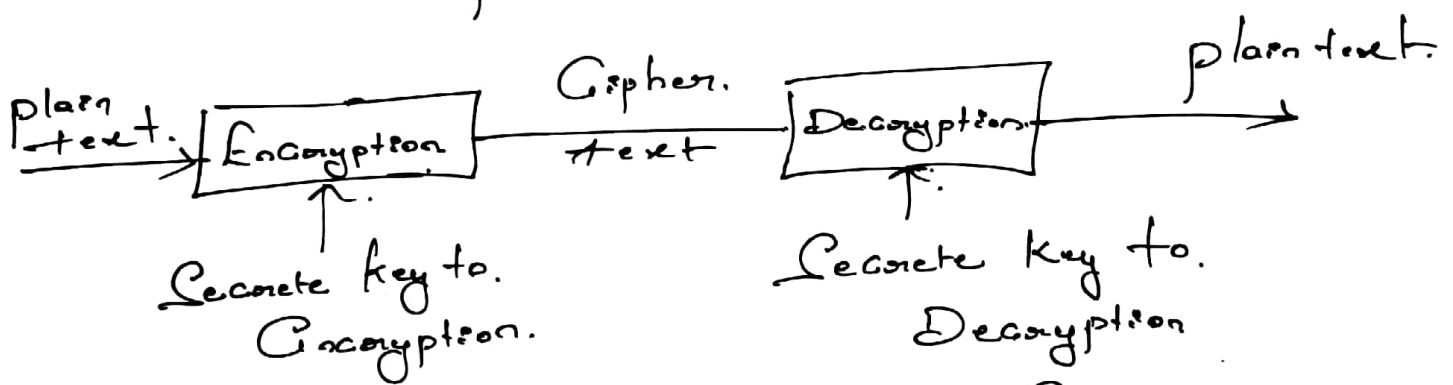 plain
text.
Encryption
Cipher.
text
Decryption.
plain text.
Secrete key to.
Encryption.
Secrete Key to.
Decryption